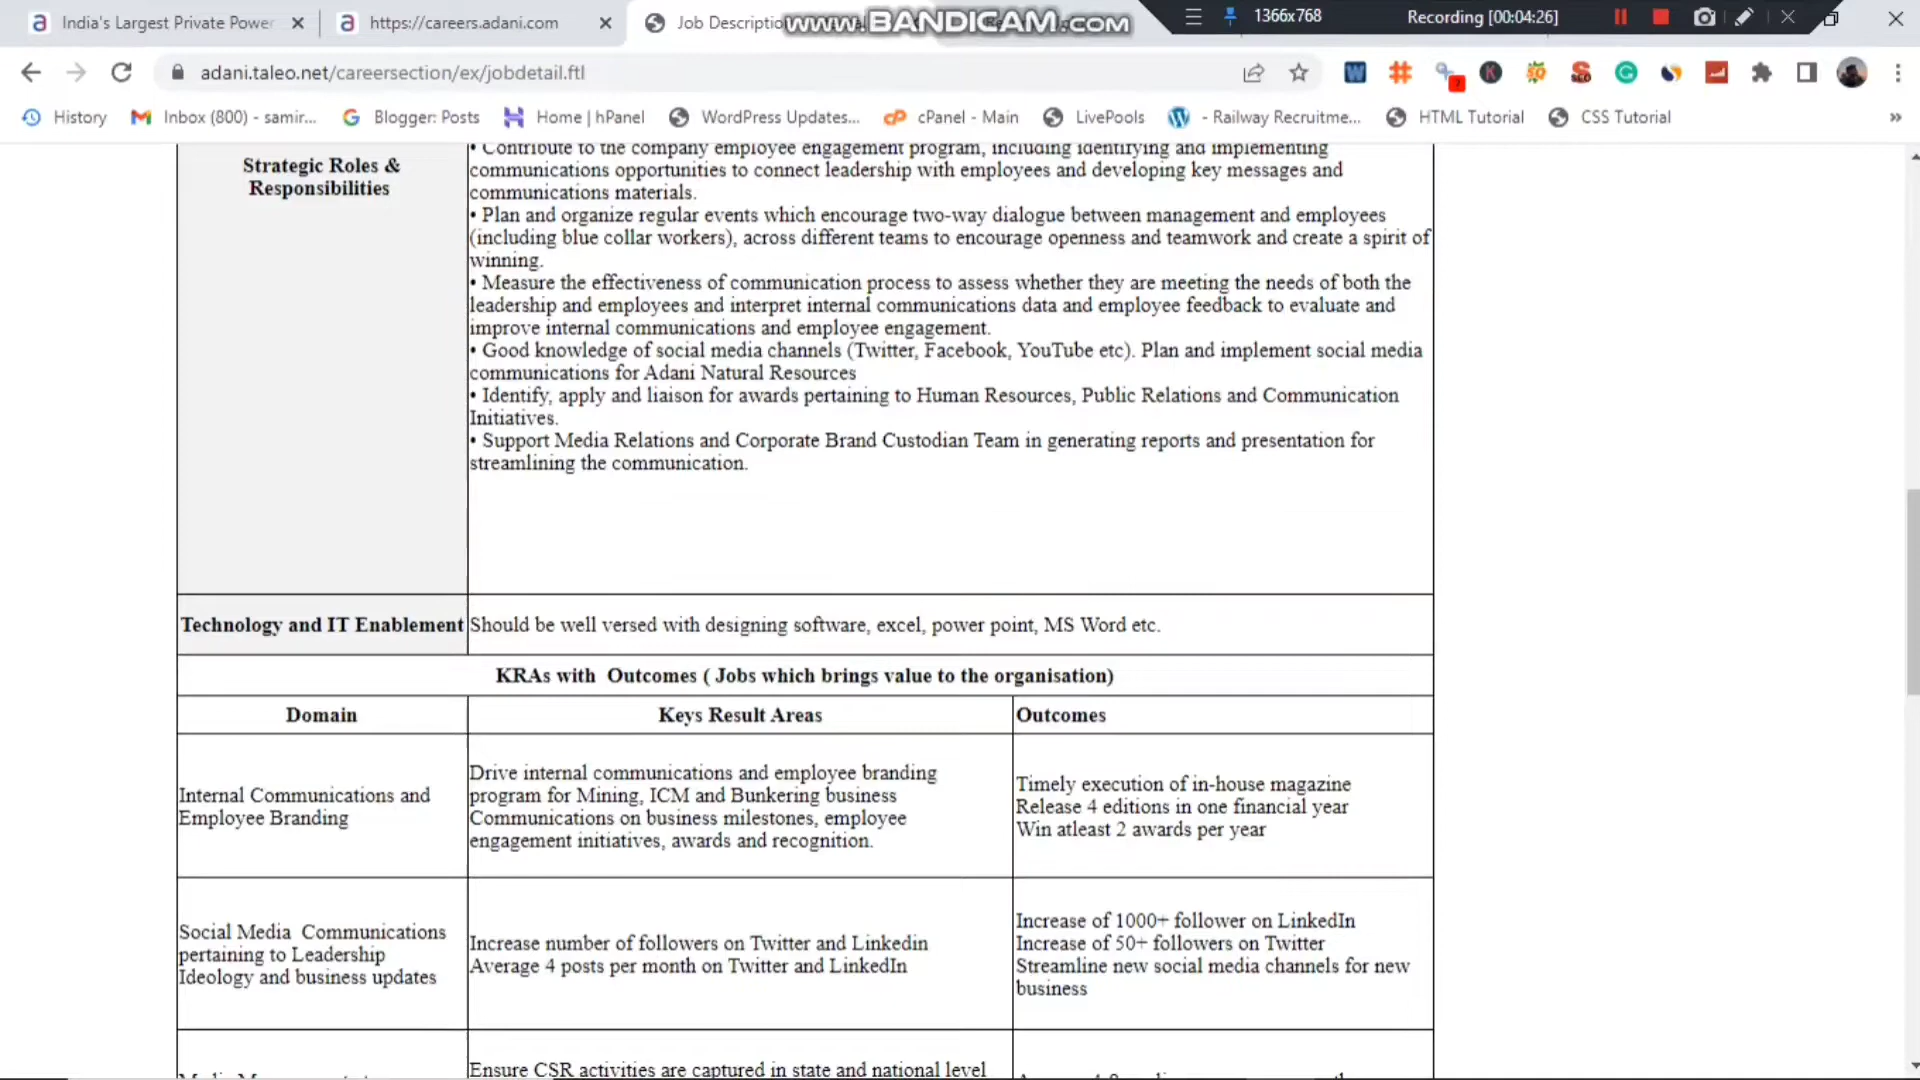 India's Largest Private Power
https://careers.adani.com
Job Descriptio
www.BANDICAM.com
1366x768
Recording [00:04:26]
adani.taleo.net/careersection/ex/jobdetail.ftl
History
Inbox (800) - samir...
Blogger: Posts
Home | hPanel
WordPress Updates...
cPanel - Main
LivePools
- Railway Recruitme...
HTML Tutorial
CSS Tutorial
»
Strategic Roles &
Responsibilities
• Contribute to the company employee engagement program, including identifying and implementing
communications opportunities to connect leadership with employees and developing key messages and
communications materials.
• Plan and organize regular events which encourage two-way dialogue between management and employees
(including blue collar workers), across different teams to encourage openness and teamwork and create a spirit of
winning.
• Measure the effectiveness of communication process to assess whether they are meeting the needs of both the
leadership and employees and interpret internal communications data and employee feedback to evaluate and
improve internal communications and employee engagement.
• Good knowledge of social media channels (Twitter, Facebook, YouTube etc). Plan and implement social media
communications for Adani Natural Resources
• Identify, apply and liaison for awards pertaining to Human Resources, Public Relations and Communication
Initiatives.
• Support Media Relations and Corporate Brand Custodian Team in generating reports and presentation for
streamlining the communication.
Technology and IT Enablement
Should be well versed with designing software, excel, power point, MS Word etc.
KRAs with Outcomes ( Jobs which brings value to the organisation)
Domain
Keys Result Areas
Outcomes
Internal Communications and
Employee Branding
Drive internal communications and employee branding
program for Mining, ICM and Bunkering business
Communications on business milestones, employee
engagement initiatives, awards and recognition.
Timely execution of in-house magazine
Release 4 editions in one financial year
Win atleast 2 awards per year
Social Media Communications
pertaining to Leadership
Ideology and business updates
Increase number of followers on Twitter and Linkedin
Average 4 posts per month on Twitter and LinkedIn
Increase of 1000+ follower on LinkedIn
Increase of 50+ followers on Twitter
Streamline new social media channels for new
business
Ensure CSR activities are captured in state and national level